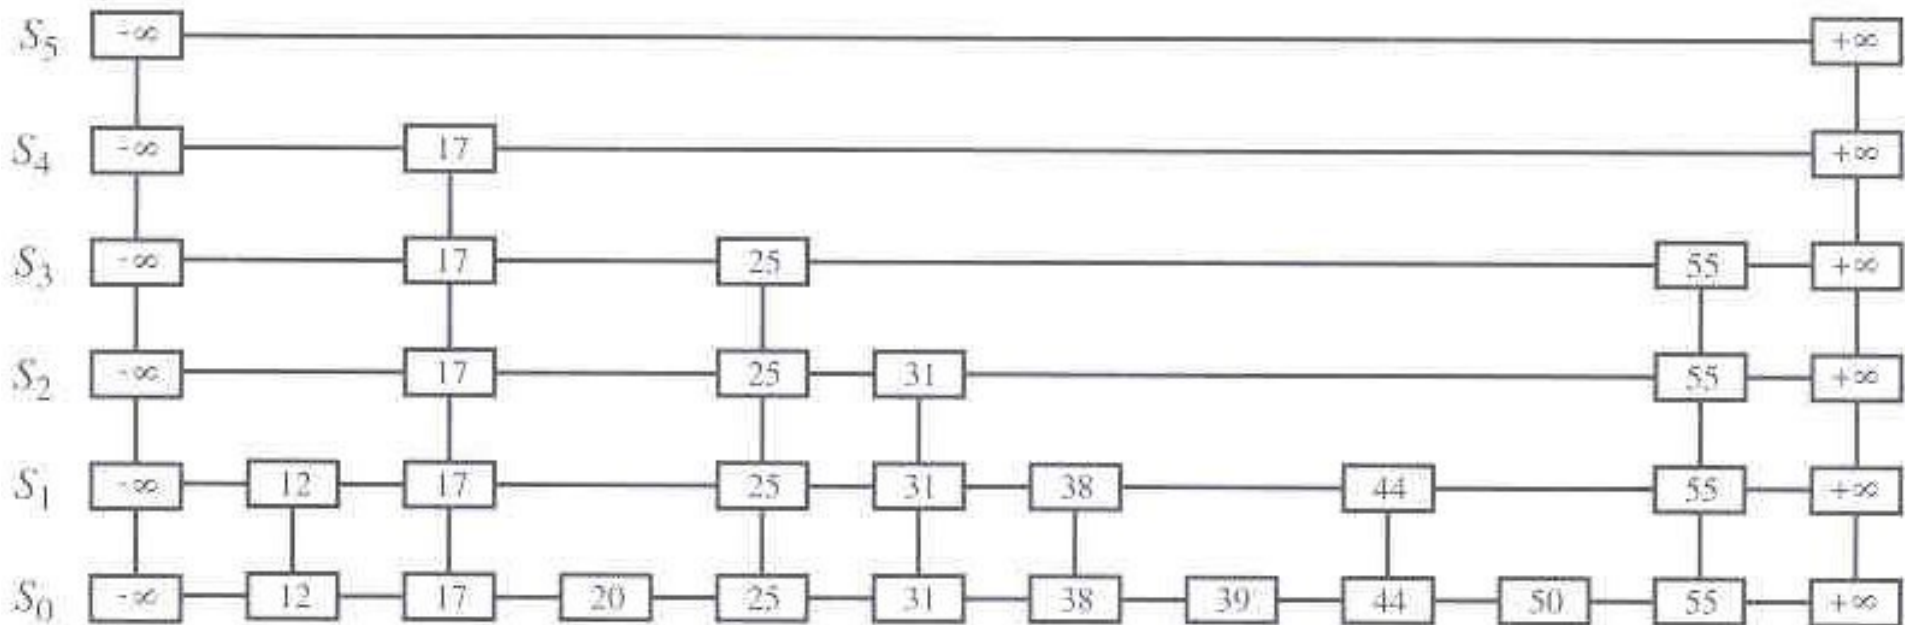 S5 -∞ +∞
S4 -∞ 17 +∞
S3 -∞ 17 25 55 +∞
S2 -∞ 17 25 31 55 +∞
S1 -∞ 12 17 25 31 38 44 55 +∞
S0 -∞ 12 17 20 25 31 38 39 44 50 55 +∞